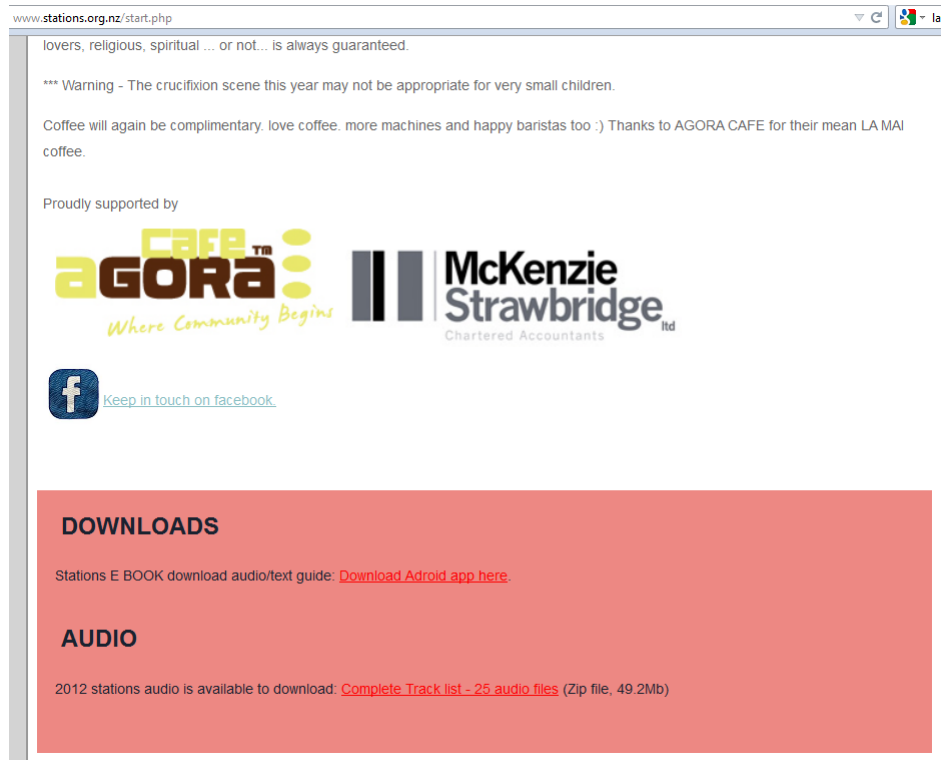 www.stations.org.nz/start.php
la
lovers, religious, spiritual ... or not... is always guaranteed.
*** Warning - The crucifixion scene this year may not be appropriate for very small children.
Coffee will again be complimentary. love coffee. more machines and happy baristas too :) Thanks to AGORA CAFE for their mean LA MAI
coffee.
Proudly supported by
cafe TM
aGORa
Where Community Begins
McKenzie
Strawbridge ltd
Chartered Accountants
f
Keep in touch on facebook.
DOWNLOADS
Stations E BOOK download audio/text guide: Download Adroid app here.
AUDIO
2012 stations audio is available to download: Complete Track list - 25 audio files (Zip file, 49.2Mb)